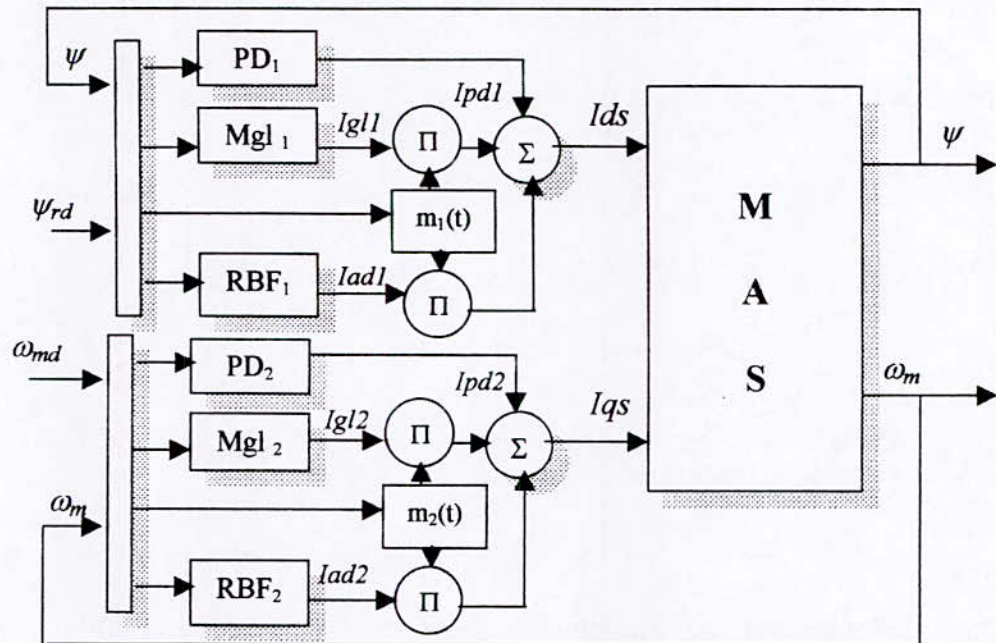 ψ
PD₁
Ipd1
Mgl ₁
Igl1
Π
Σ
Ids
ψ
M
A
S
ψrd
m₁(t)
RBF₁
Iad1
Π
ωmd
PD₂
Ipd2
ωm
Mgl ₂
Igl2
Π
Σ
Iqs
ωm
m₂(t)
RBF₂
Iad2
Π